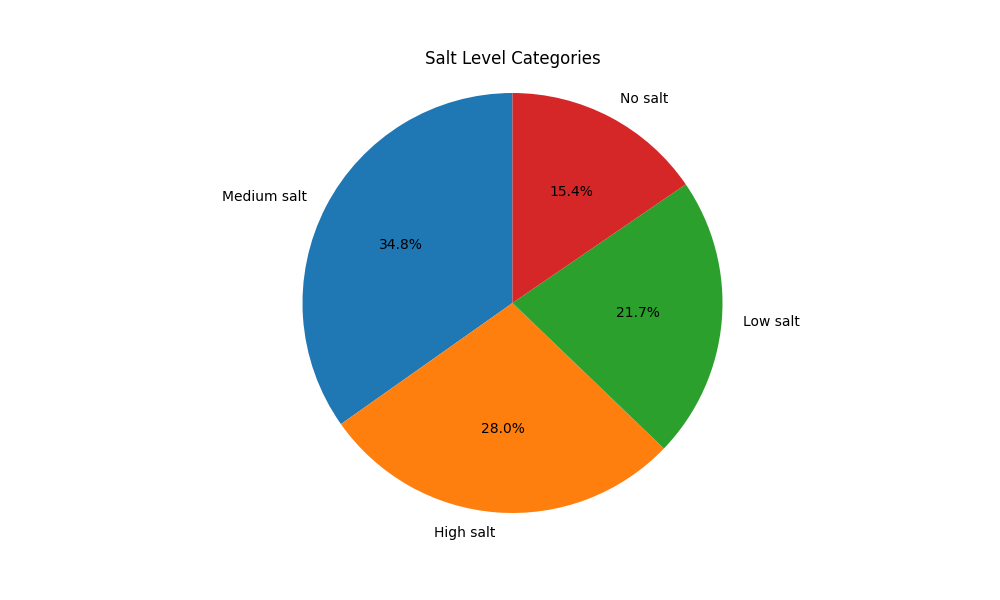 Salt Level Categories
No salt
15.4%
Medium salt
34.8%
Low salt
21.7%
High salt
28.0%